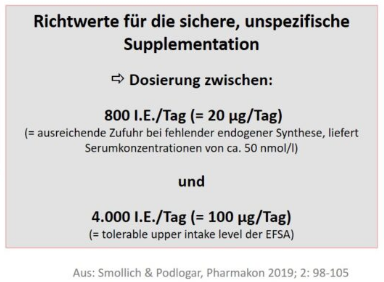 Richtwerte für die sichere, unspezifische
Supplementation
⇨ Dosierung zwischen:
800 I.E./Tag (= 20 µg/Tag)
(= ausreichende Zufuhr bei fehlender endogener Synthese, liefert
Serumkonzentrationen von ca. 50 nmol/l)
und
4.000 I.E./Tag (= 100 µg/Tag)
(= tolerable upper intake level der EFSA)
Aus: Smollich & Podlogar, Pharmakon 2019; 2: 98-105